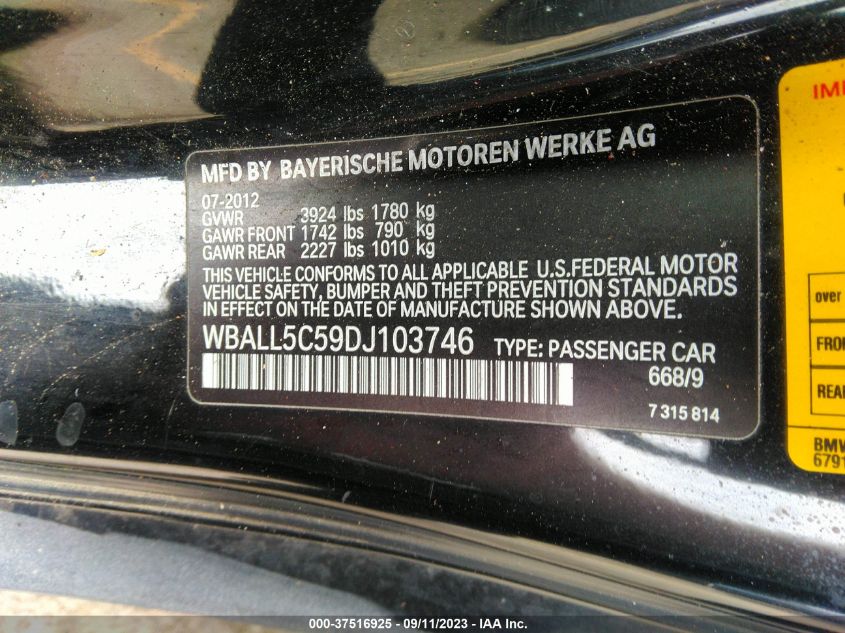 MFD BY BAYERISCHE MOTOREN WERKE AG
07-2012
GVWR 3924 lbs 1780 kg
GAWR FRONT 1742 lbs 790 kg
GAWR REAR 2227 lbs 1010 kg
THIS VEHICLE CONFORMS TO ALL APPLICABLE U.S.FEDERAL MOTOR
VEHICLE SAFETY, BUMPER AND THEFT PREVENTION STANDARDS
IN EFFECT ON THE DATE OF MANUFACTURE SHOWN ABOVE.
WBALL5C59DJ103746 TYPE: PASSENGER CAR
668/9
7 315 814
over
FRO
REA
BMW
6791
000-37516925 - 09/11/2023 - IAA Inc.